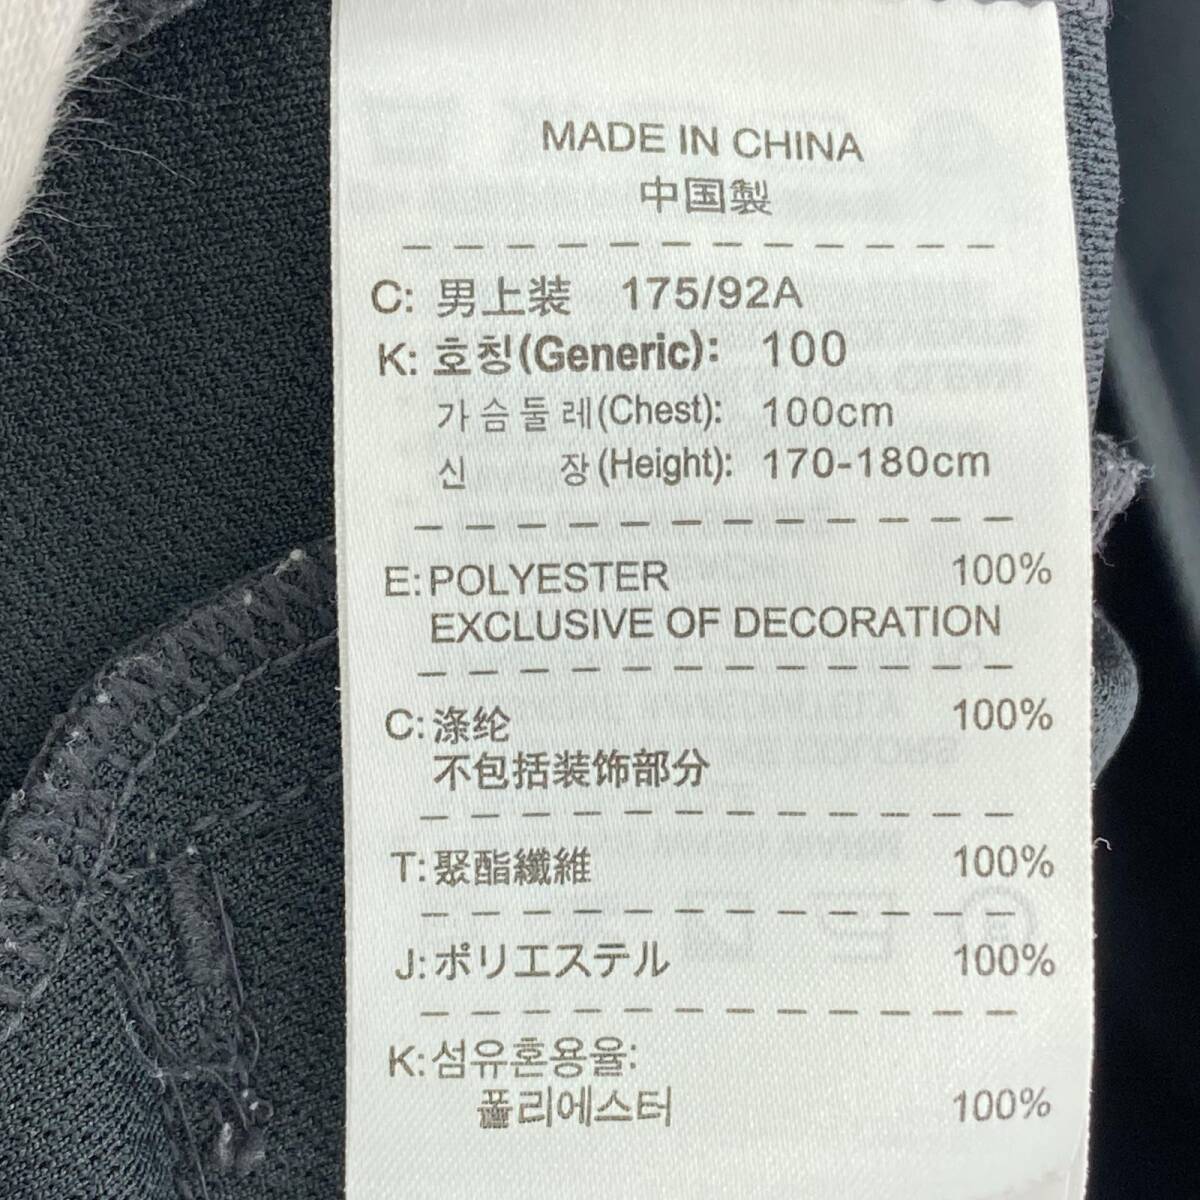 MADE IN CHINA
中国製
C: 男上装 175/92A
K: 호칭(Generic): 100
가슴둘레(Chest): 100cm
신 장(Height): 170-180cm
E: POLYESTER 100%
EXCLUSIVE OF DECORATION
C: 涤纶 100%
不包括装饰部分
T: 聚酯纖維 100%
J: ポリエステル 100%
K: 섬유혼용율:
폴리에스터 100%